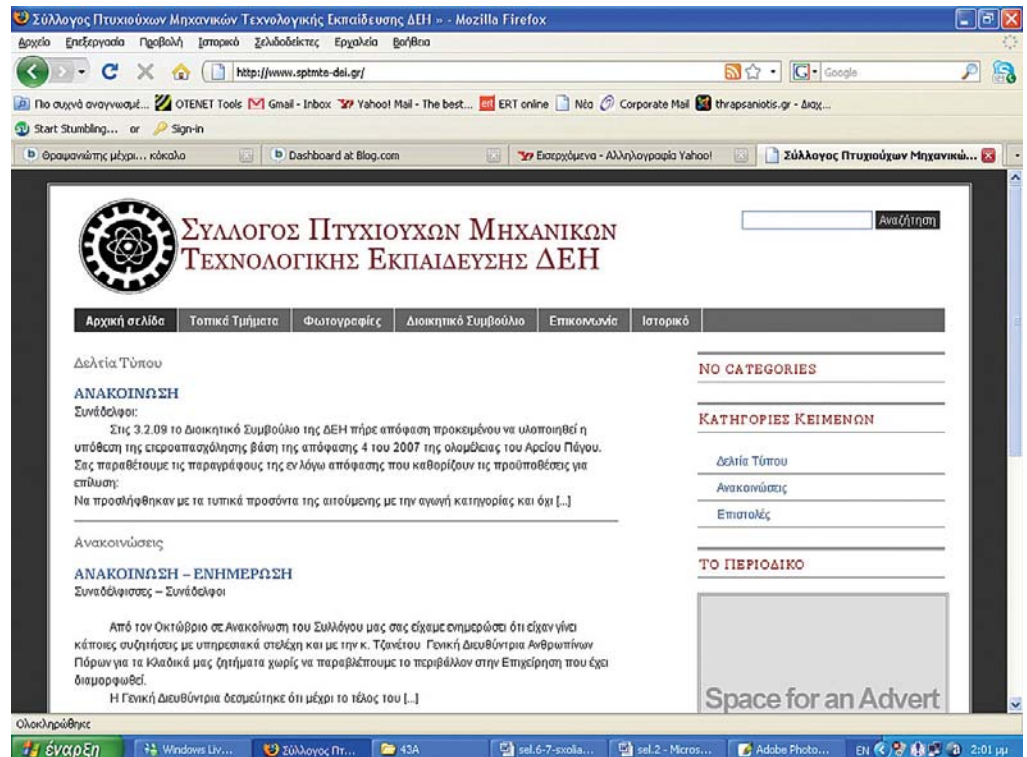 Σύλλογος Πτυχιούχων Μηχανικών Τεχνολογικής Εκπαίδευσης ΔΕΗ » - Mozilla Firefox
Αρχείο Επεξεργασία Προβολή Ιστορικό Σελιδοδείκτες Εργαλεία Βοήθεια
http://www.sptmte-dei.gr/
Google
Πιο συχνά αναγνωσμέ... OTENET Tools Gmail - Inbox Yahoo! Mail - The best... ERT online Νέα Corporate Mail thrapsaniotis.gr - Διαχ...
Start Stumbling... or Sign-in
Θραψανιώτης μέχρι... κόκαλο Dashboard at Blog.com Εισερχόμενα - Αλληλογραφία Yahoo! Σύλλογος Πτυχιούχων Μηχανικώ...
ΣΥΛΛΟΓΟΣ ΠΤΥΧΙΟΥΧΩΝ ΜΗΧΑΝΙΚΩΝ
ΤΕΧΝΟΛΟΓΙΚΗΣ ΕΚΠΑΙΔΕΥΣΗΣ ΔΕΗ
Αναζήτηση
Αρχική σελίδα Τοπικά Τμήματα Φωτογραφίες Διοικητικό Συμβούλιο Επικοινωνία Ιστορικό
Δελτία Τύπου
ΑΝΑΚΟΙΝΩΣΗ
Συνάδελφοι:
Στις 3.2.09 το Διοικητικό Συμβούλιο της ΔΕΗ πήρε απόφαση προκειμένου να υλοποιηθεί η
υπόθεση της ετεροαπασχόλησης βάση της απόφασης 4 του 2007 της ολομέλειας του Αρείου Πάγου.
Σας παραθέτουμε τις παραγράφους της εν λόγω απόφασης που καθορίζουν τις προϋποθέσεις για
επίλυση:
Να προσλήφθηκαν με τα τυπικά προσόντα της αιτούμενης με την αγωγή κατηγορίας και όχι [...]
Ανακοινώσεις
ΑΝΑΚΟΙΝΩΣΗ – ΕΝΗΜΕΡΩΣΗ
Συναδέλφισσες – Συνάδελφοι
Από τον Οκτώβριο σε Ανακοίνωση του Συλλόγου μας σας είχαμε ενημερώσει ότι είχαν γίνει
κάποιες συζητήσεις με υπηρεσιακά στελέχη και με την κ. Τζανέτου Γενική Διευθύντρια Ανθρωπίνων
Πόρων για τα Κλαδικά μας ζητήματα χωρίς να παραβλέπουμε το περιβάλλον στην Επιχείρηση που έχει
διαμορφωθεί.
Η Γενική Διευθύντρια δεσμεύτηκε ότι μέχρι το τέλος του [...]
NO CATEGORIES
ΚΑΤΗΓΟΡΙΕΣ ΚΕΙΜΕΝΩΝ
Δελτία Τύπου
Ανακοινώσεις
Επιστολές
ΤΟ ΠΕΡΙΟΔΙΚΟ
Space for an Advert
Ολοκληρώθηκε
έναρξη Windows Liv... Σύλλογος Πτ... 43A sel.6-7-sxolia... sel.2 - Micros... Adobe Photo... EN 2:01 μμ